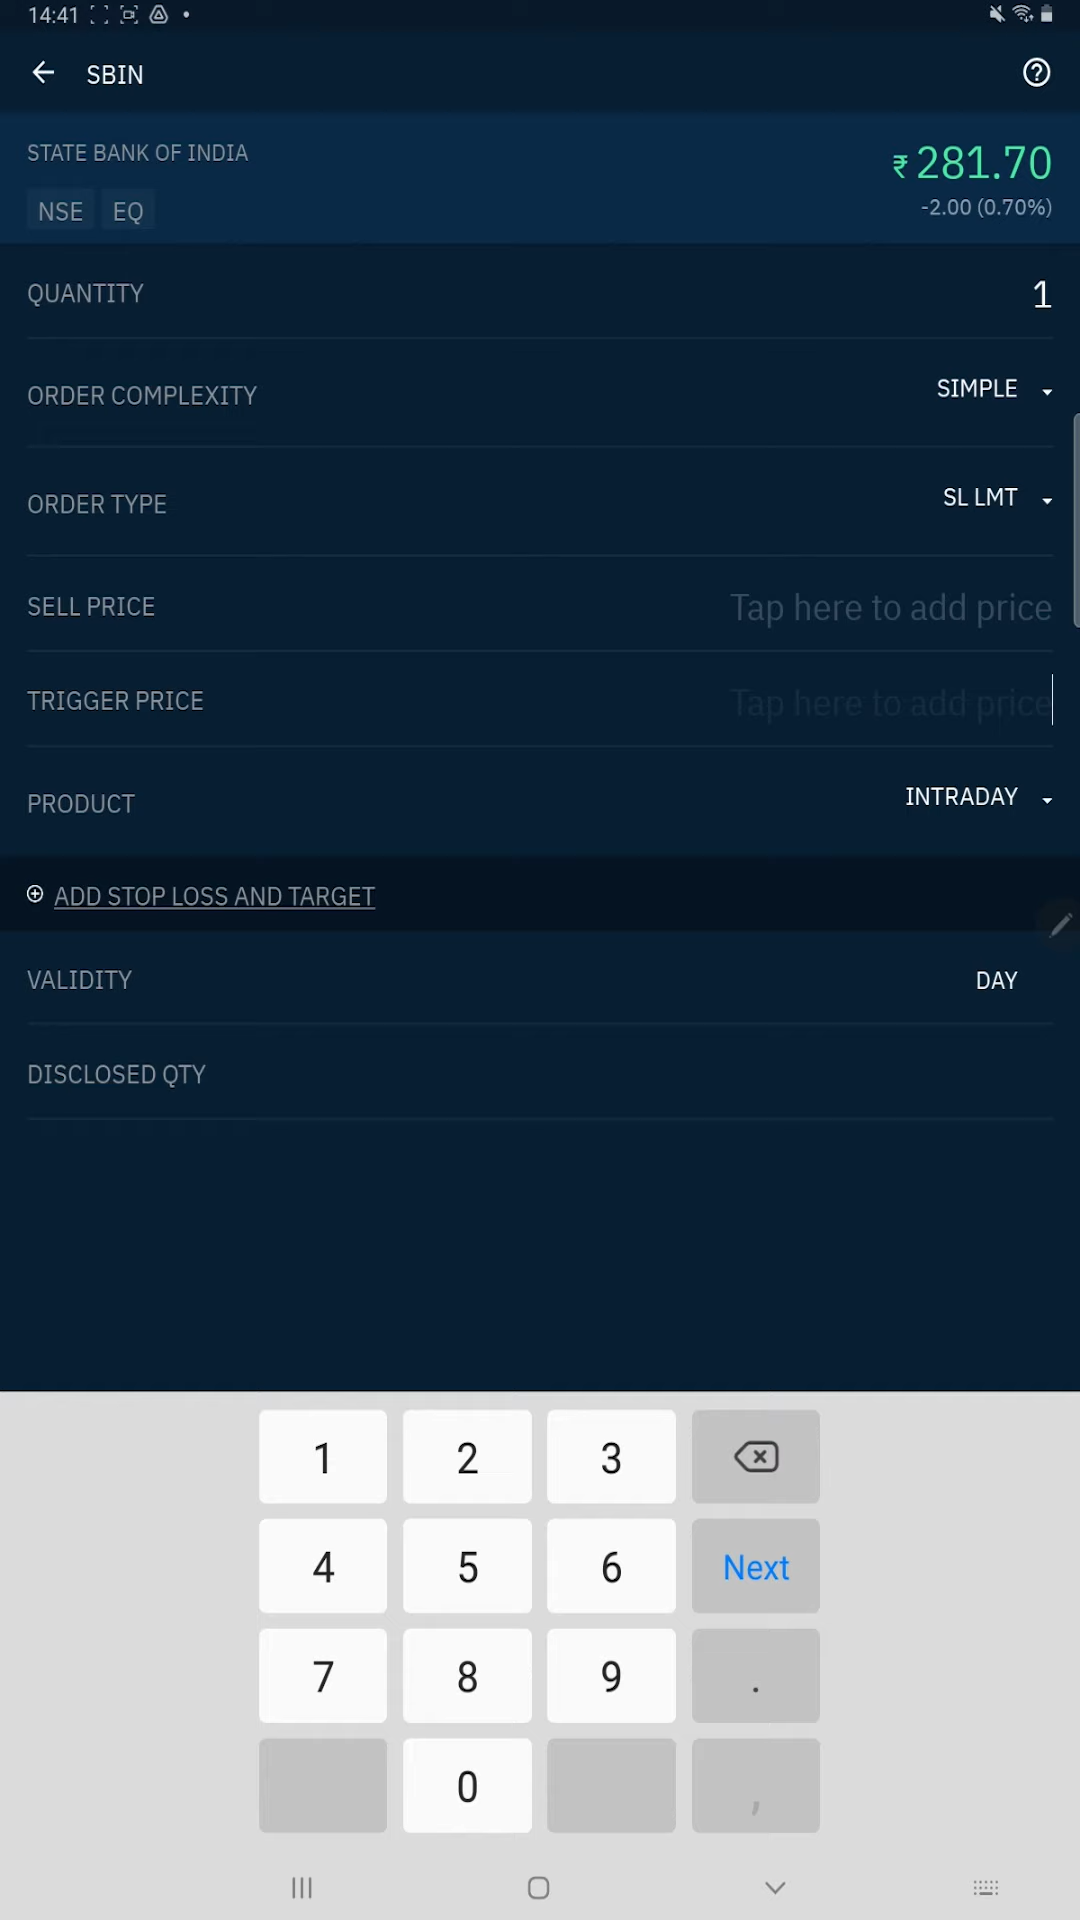 14:41
SBIN
STATE BANK OF INDIA
₹ 281.70
NSE EQ
-2.00 (0.70%)
QUANTITY 1
ORDER COMPLEXITY SIMPLE
ORDER TYPE SL LMT
SELL PRICE Tap here to add price
TRIGGER PRICE Tap here to add price
PRODUCT INTRADAY
ADD STOP LOSS AND TARGET
VALIDITY DAY
DISCLOSED QTY
1 2 3
4 5 6 Next
7 8 9 .
0 ,